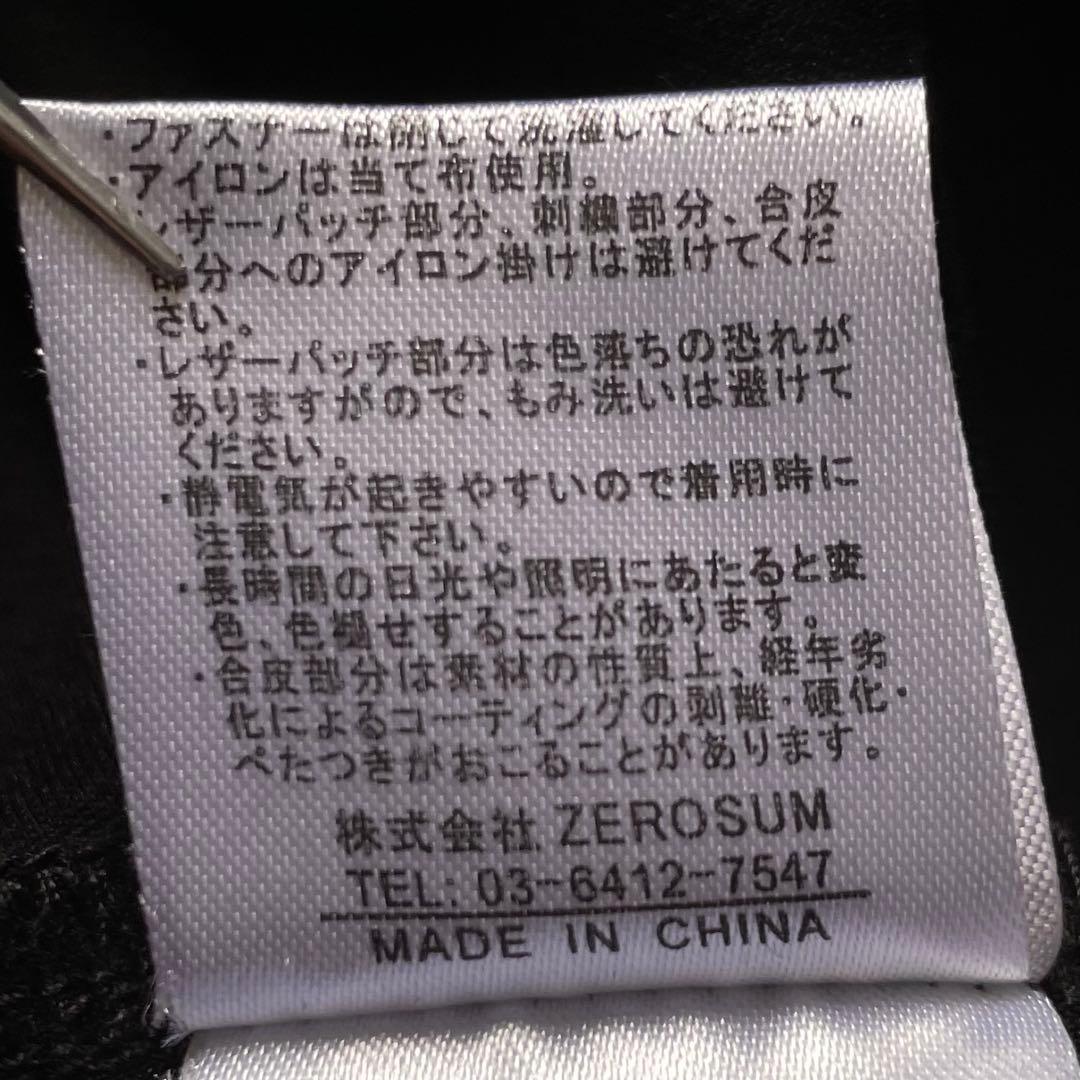 ・ファスナーは閉じて洗濯してください。
・アイロンは当て布使用。
レザーパッチ部分、刺繍部分、合皮
部分へのアイロン掛けは避けてくだ
さい。
・レザーパッチ部分は色落ちの恐れが
ありますがので、もみ洗いは避けて
ください。
・静電気が起きやすいので着用時に
注意して下さい。
・長時間の日光や照明にあたると変
色、色褪せすることがあります。
・合皮部分は素材の性質上、経年劣
化によるコーティングの剥離・硬化・
べたつきがおこることがあります。
株式会社 ZEROSUM
TEL: 03-6412-7547
MADE IN CHINA